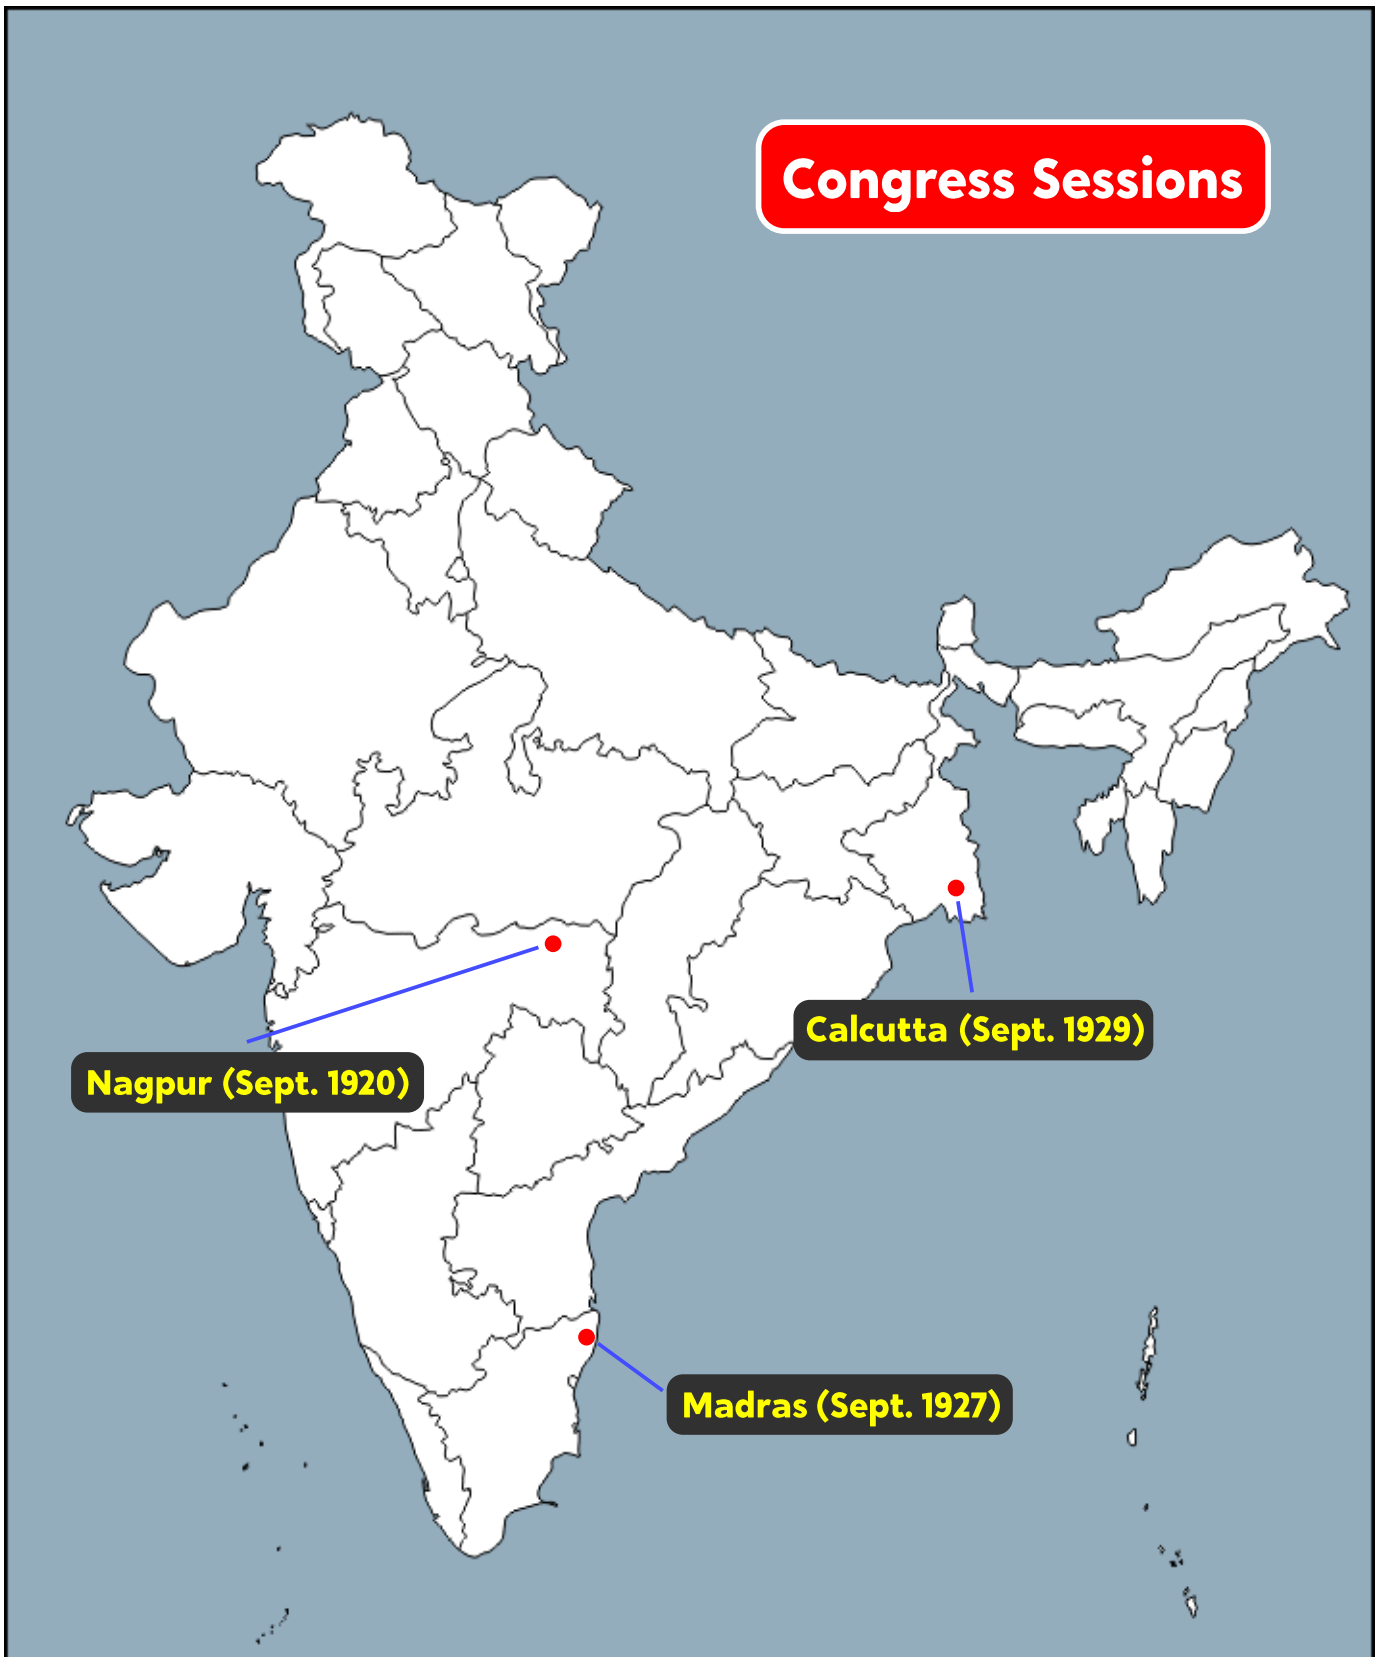 Congress Sessions
Calcutta (Sept. 1929)
Nagpur (Sept. 1920)
Madras (Sept. 1927)